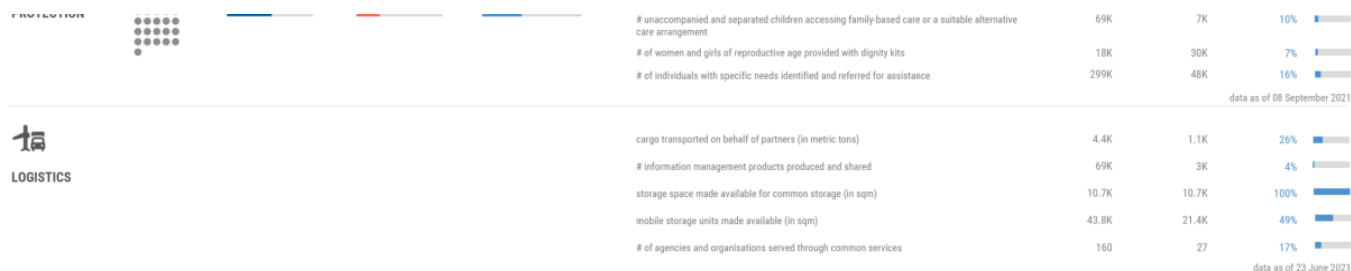 PROTECTION
# unaccompanied and separated children accessing family-based care or a suitable alternative 69K 7K 10%
care arrangement
# of women and girls of reproductive age provided with dignity kits 18K 30K 7%
# of individuals with specific needs identified and referred for assistance 299K 48K 16%
data as of 08 September 2021
cargo transported on behalf of partners (in metric tons) 4.4K 1.1K 26%
# information management products produced and shared 69K 3K 4%
LOGISTICS
storage space made available for common storage (in sqm) 10.7K 10.7K 100%
mobile storage units made available (in sqm) 43.8K 21.4K 49%
# of agencies and organisations served through common services 160 27 17%
data as of 23 June 2021